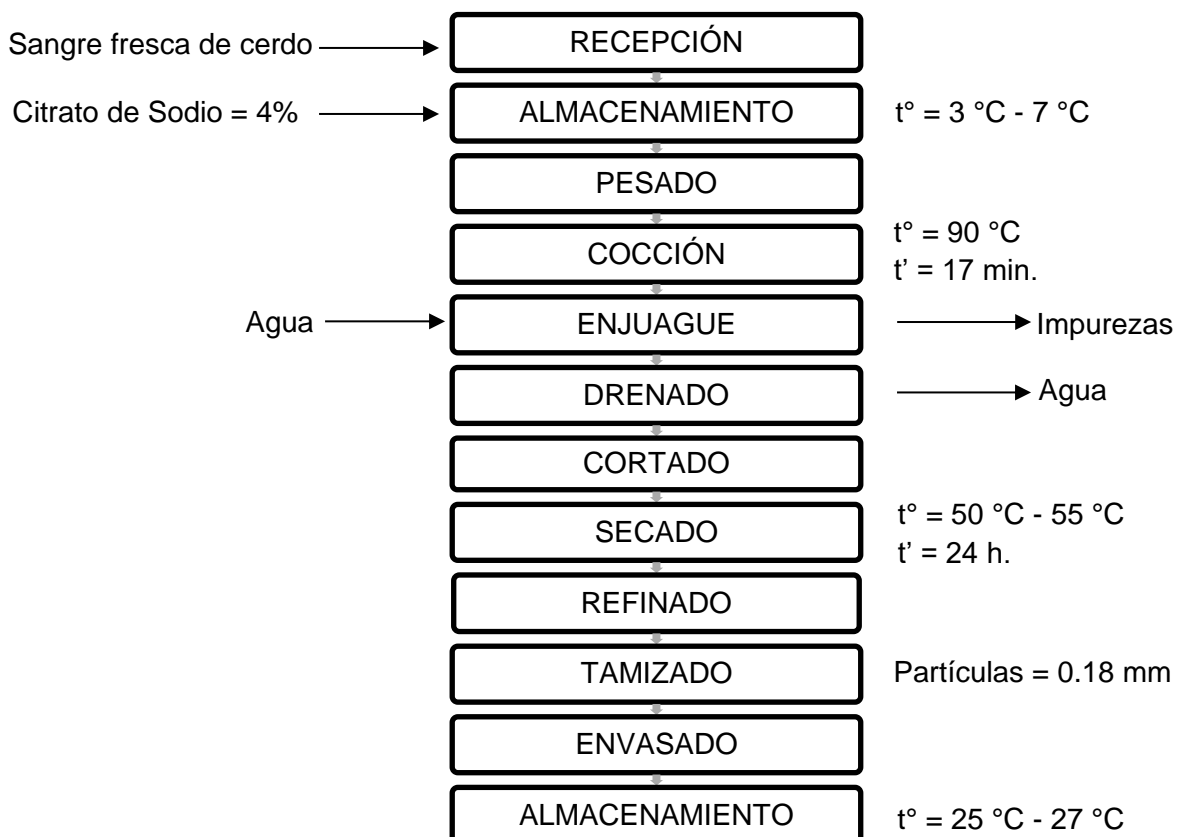 Sangre fresca de cerdo
RECEPCIÓN
Citrato de Sodio = 4%
ALMACENAMIENTO
t° = 3 °C - 7 °C
PESADO
COCCIÓN
t° = 90 °C
t’ = 17 min.
Agua
ENJUAGUE
Impurezas
DRENADO
Agua
CORTADO
SECADO
t° = 50 °C - 55 °C
t’ = 24 h.
REFINADO
TAMIZADO
Partículas = 0.18 mm
ENVASADO
ALMACENAMIENTO
t° = 25 °C - 27 °C